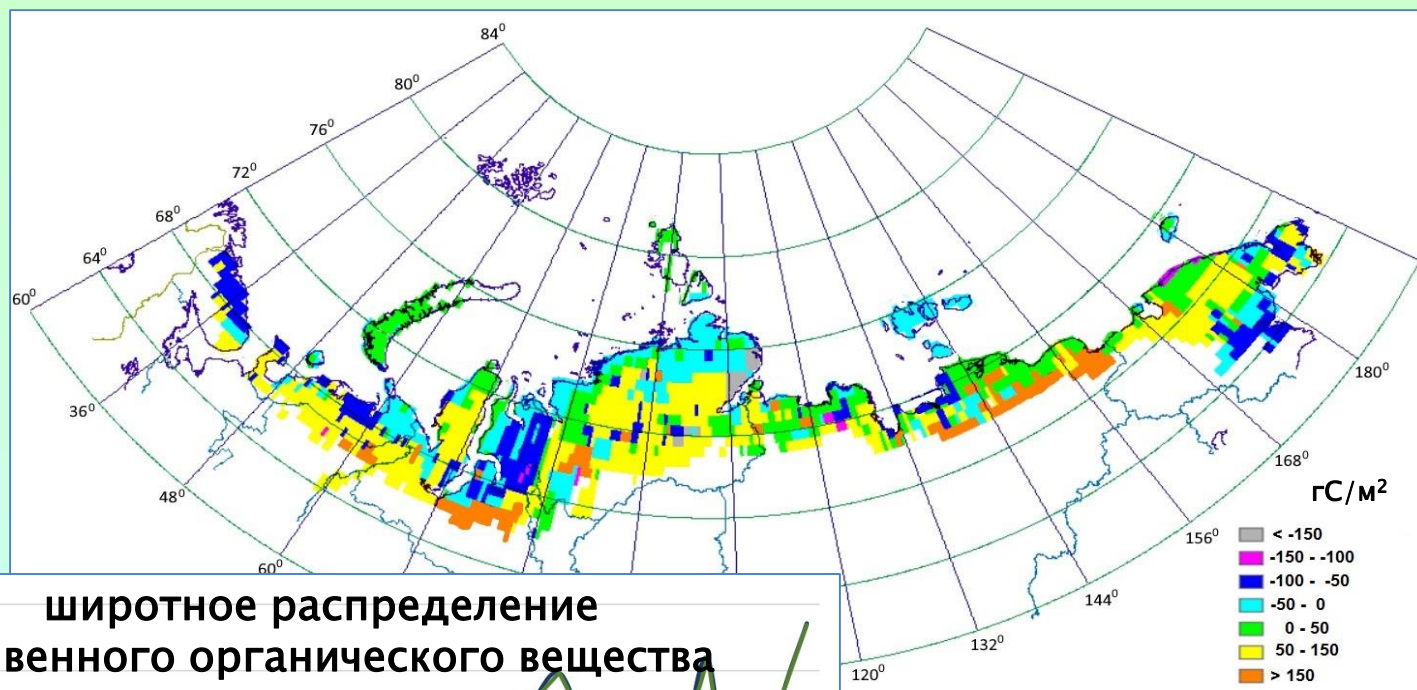 84⁰
80⁰
76⁰
72⁰
68⁰
64⁰
60⁰
36⁰
48⁰
60⁰
120⁰
132⁰
144⁰
156⁰
168⁰
180⁰
гС/м²
< -150
-150 - -100
-100 - -50
-50 - 0
0 - 50
50 - 150
> 150
широтное распределение
венного органического вещества